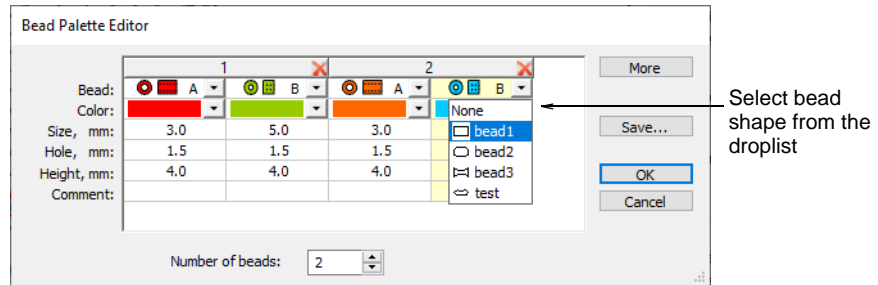 Bead Palette Editor
1 2 More
Bead: A B A B
Color: None
Size, mm: 3.0 5.0 3.0 bead1 Save...
Hole, mm: 1.5 1.5 1.5 bead2
Height, mm: 4.0 4.0 4.0 bead3 OK
Comment: test Cancel
Number of beads: 2
Select bead
shape from the
droplist